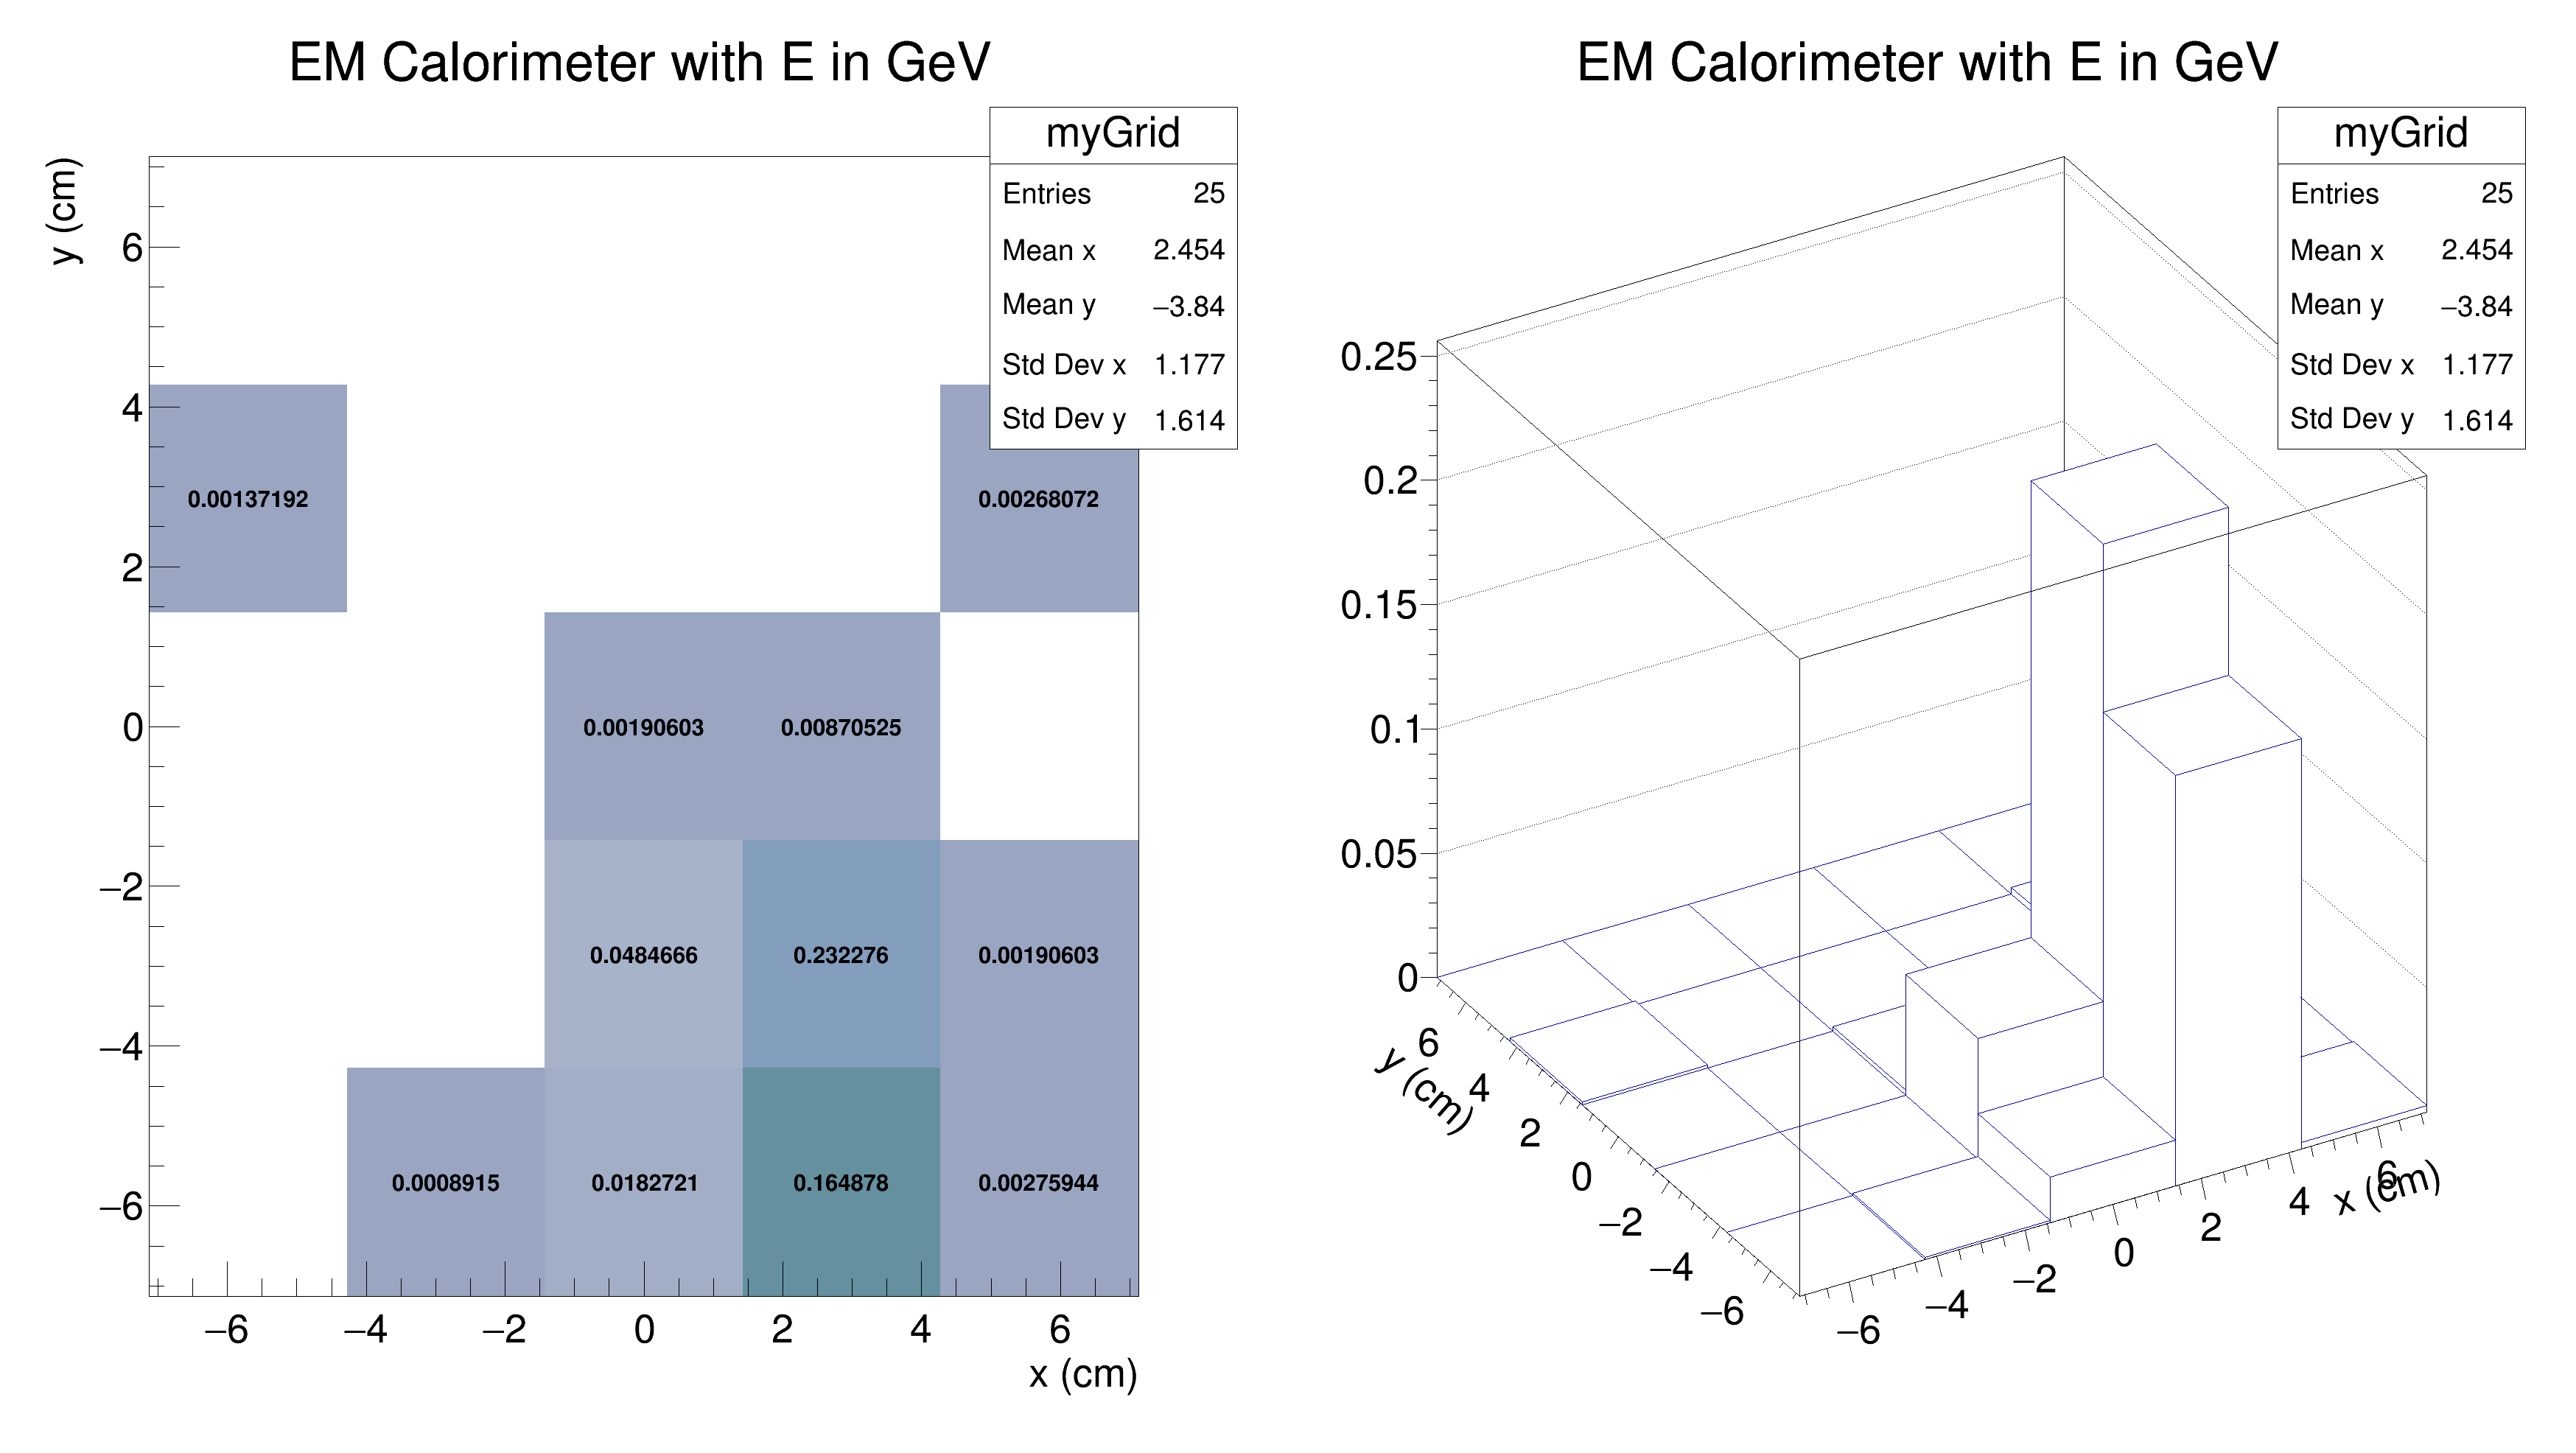 EM Calorimeter with E in GeV
myGrid
Entries 25
Mean x 2.454
Mean y −3.84
Std Dev x 1.177
Std Dev y 1.614
y (cm)
6
4
2
0
−2
−4
−6
0.00137192
0.00268072
0.00190603
0.00870525
0.0484666
0.232276
0.00190603
0.0008915
0.0182721
0.164878
0.00275944
−6
−4
−2
0
2
4
6
x (cm)
EM Calorimeter with E in GeV
myGrid
Entries 25
Mean x 2.454
Mean y −3.84
Std Dev x 1.177
Std Dev y 1.614
0.25
0.2
0.15
0.1
0.05
0
y (cm)
6
4
2
0
−2
−4
−6
−6
−4
−2
0
2
4
6
x (cm)